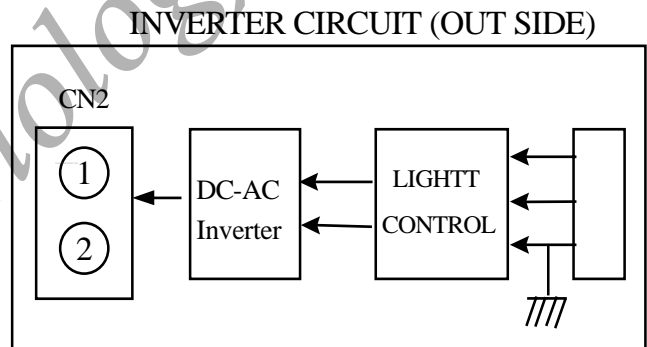 INVERTER CIRCUIT (OUT SIDE)
CN2
1
2
DC-AC
Inverter
LIGHTT
CONTROL